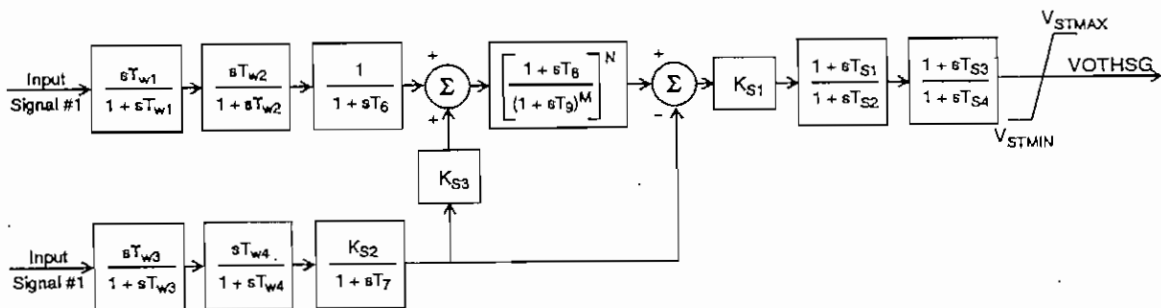 V_STMAX
Input
Signal #1
sT_w1
1 + sT_w1
sT_w2
1 + sT_w2
1
1 + sT_6
+
Σ
+
[ 1 + sT_8 ]^N
(1 + sT_9)^M
+
Σ
−
K_S1
1 + sT_S1
1 + sT_S2
1 + sT_S3
1 + sT_S4
VOTHSG
V_STMIN
K_S3
Input
Signal #1
sT_w3
1 + sT_w3
sT_w4
1 + sT_w4
K_S2
1 + sT_7